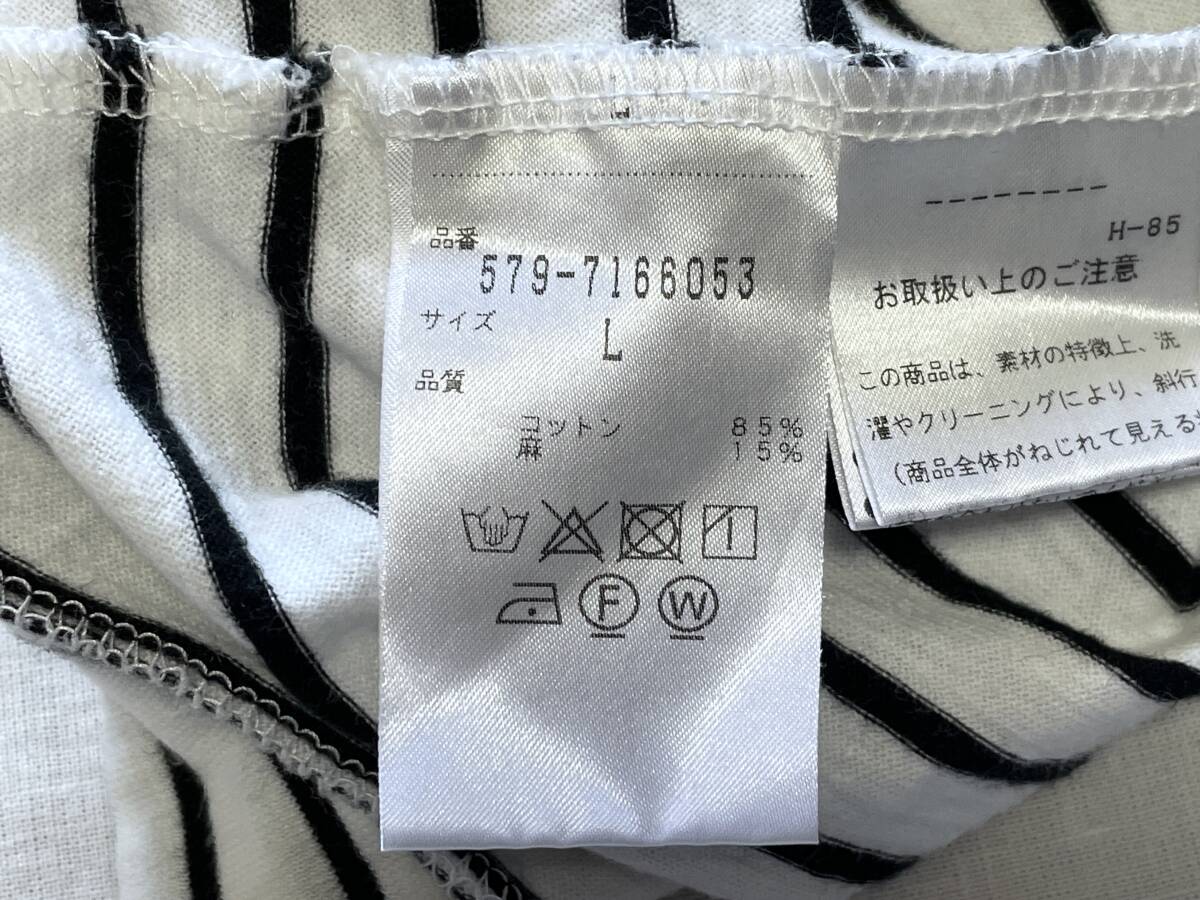 品番
579-7166053
サイズ
L
品質
コットン 85%
麻 15%
F
W
H-85
お取扱い上のご注意
この商品は、素材の特徴上、洗
濯やクリーニングにより、斜行
(商品全体がねじれて見える